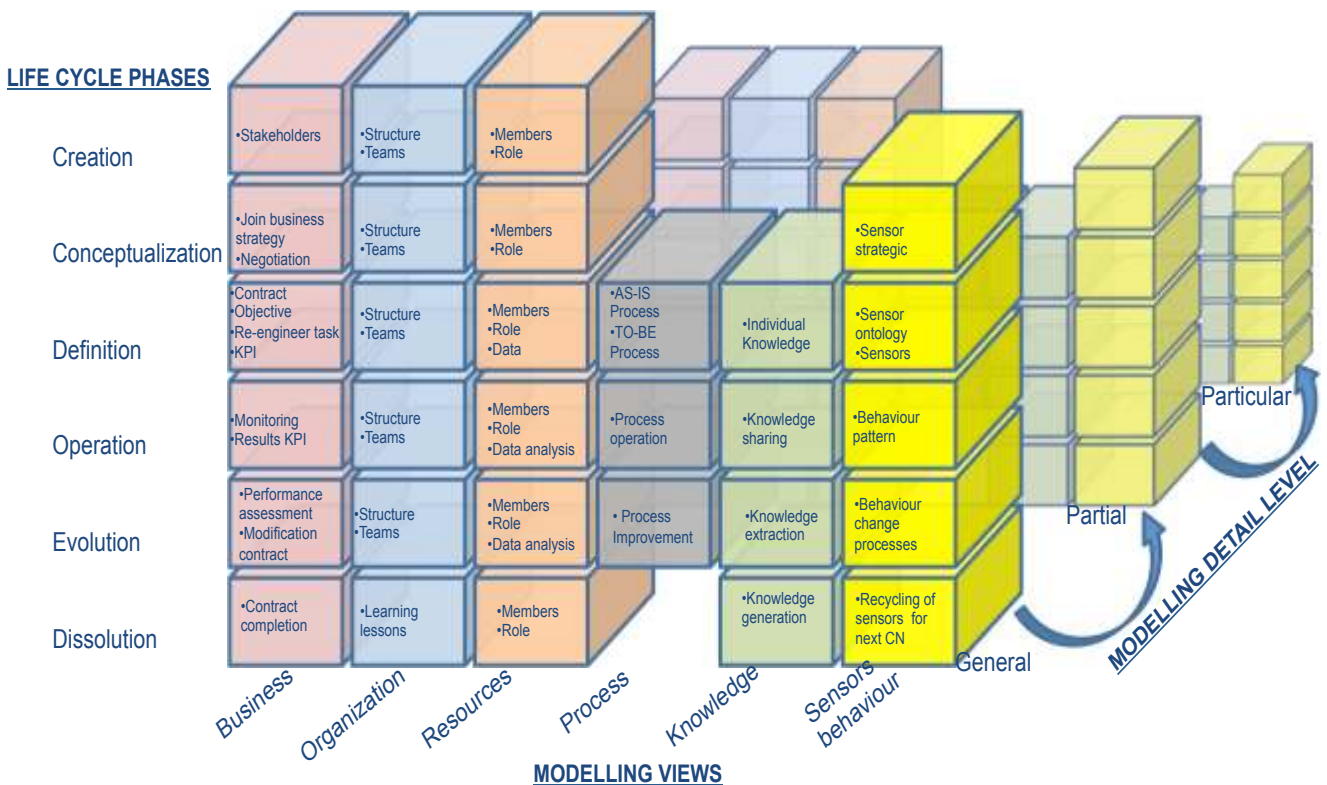 LIFE CYCLE PHASES
Creation
•Stakeholders
•Structure
•Teams
•Members
•Role
Conceptualization
•Join business
strategy
•Negotiation
•Structure
•Teams
•Members
•Role
•Sensor
strategic
Definition
•Contract
•Objective
•Re-engineer task
•KPI
•Structure
•Teams
•Members
•Role
•Data
•AS-IS
Process
•TO-BE
Process
•Individual
Knowledge
•Sensor
ontology
•Sensors
Operation
•Monitoring
•Results KPI
•Structure
•Teams
•Members
•Role
•Data analysis
•Process
operation
•Knowledge
sharing
•Behaviour
pattern
Evolution
•Performance
assessment
•Modification
contract
•Structure
•Teams
•Members
•Role
•Data analysis
• Process
Improvement
•Knowledge
extraction
•Behaviour
change
processes
Dissolution
•Contract
completion
•Learning
lessons
•Members
•Role
•Knowledge
generation
•Recycling of
sensors for
next CN
General
Partial
Particular
MODELLING DETAIL LEVEL
Business
Organization
Resources
Process
Knowledge
Sensors
behaviour
MODELLING VIEWS